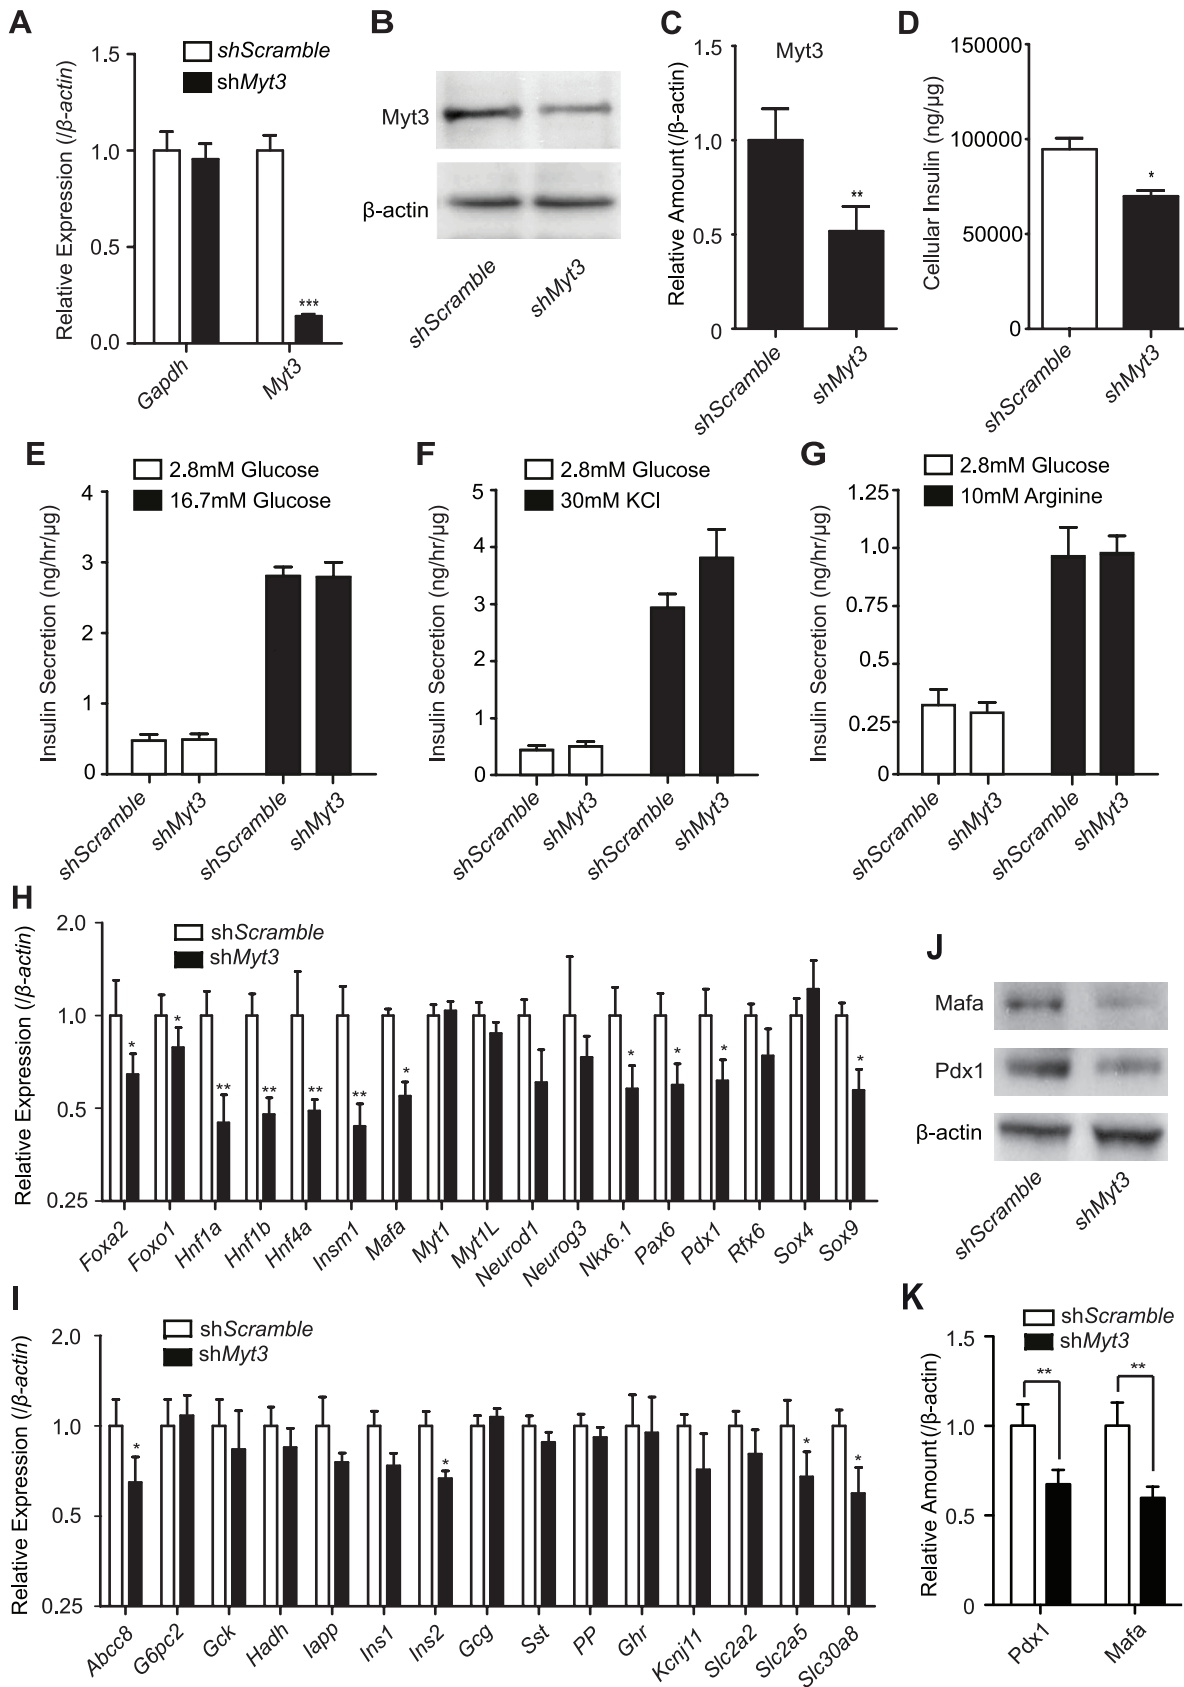 A
shScramble
shMyt3
Relative Expression (/β-actin)
1.5
1.0
0.5
0.0
***
Gapdh
Myt3
B
Myt3
β-actin
shScramble
shMyt3
C
Myt3
Relative Amount (/β-actin)
1.5
1.0
0.5
0
**
shScramble
shMyt3
D
Cellular Insulin (ng/μg)
150000
100000
50000
0
*
shScramble
shMyt3
E
2.8mM Glucose
16.7mM Glucose
Insulin Secretion (ng/hr/μg)
4
3
2
1
0
shScramble
shMyt3
shScramble
shMyt3
F
2.8mM Glucose
30mM KCl
Insulin Secretion (ng/hr/μg)
5
4
3
2
1
0
shScramble
shMyt3
shScramble
shMyt3
G
2.8mM Glucose
10mM Arginine
Insulin Secretion (ng/hr/μg)
1.25
1.0
0.75
0.5
0.25
0
shScramble
shMyt3
shScramble
shMyt3
H
shScramble
shMyt3
Relative Expression (/β-actin)
2.0
1.0
0.5
0.25
* * ** ** ** ** * * * * *
Foxa2
Foxo1
Hnf1a
Hnf1b
Hnf4a
Insm1
Mafa
Myt1
Myt1L
Neurod1
Neurog3
Nkx6.1
Pax6
Pdx1
Rfx6
Sox4
Sox9
J
Mafa
Pdx1
β-actin
shScramble
shMyt3
I
shScramble
shMyt3
Relative Expression (/β-actin)
2.0
1.0
0.5
0.25
* * * *
Abcc8
G6pc2
Gck
Hadh
Iapp
Ins1
Ins2
Gcg
Sst
PP
Ghr
Kcnj11
Slc2a2
Slc2a5
Slc30a8
K
shScramble
shMyt3
Relative Amount (/β-actin)
1.5
1.0
0.5
0
** **
Pdx1
Mafa